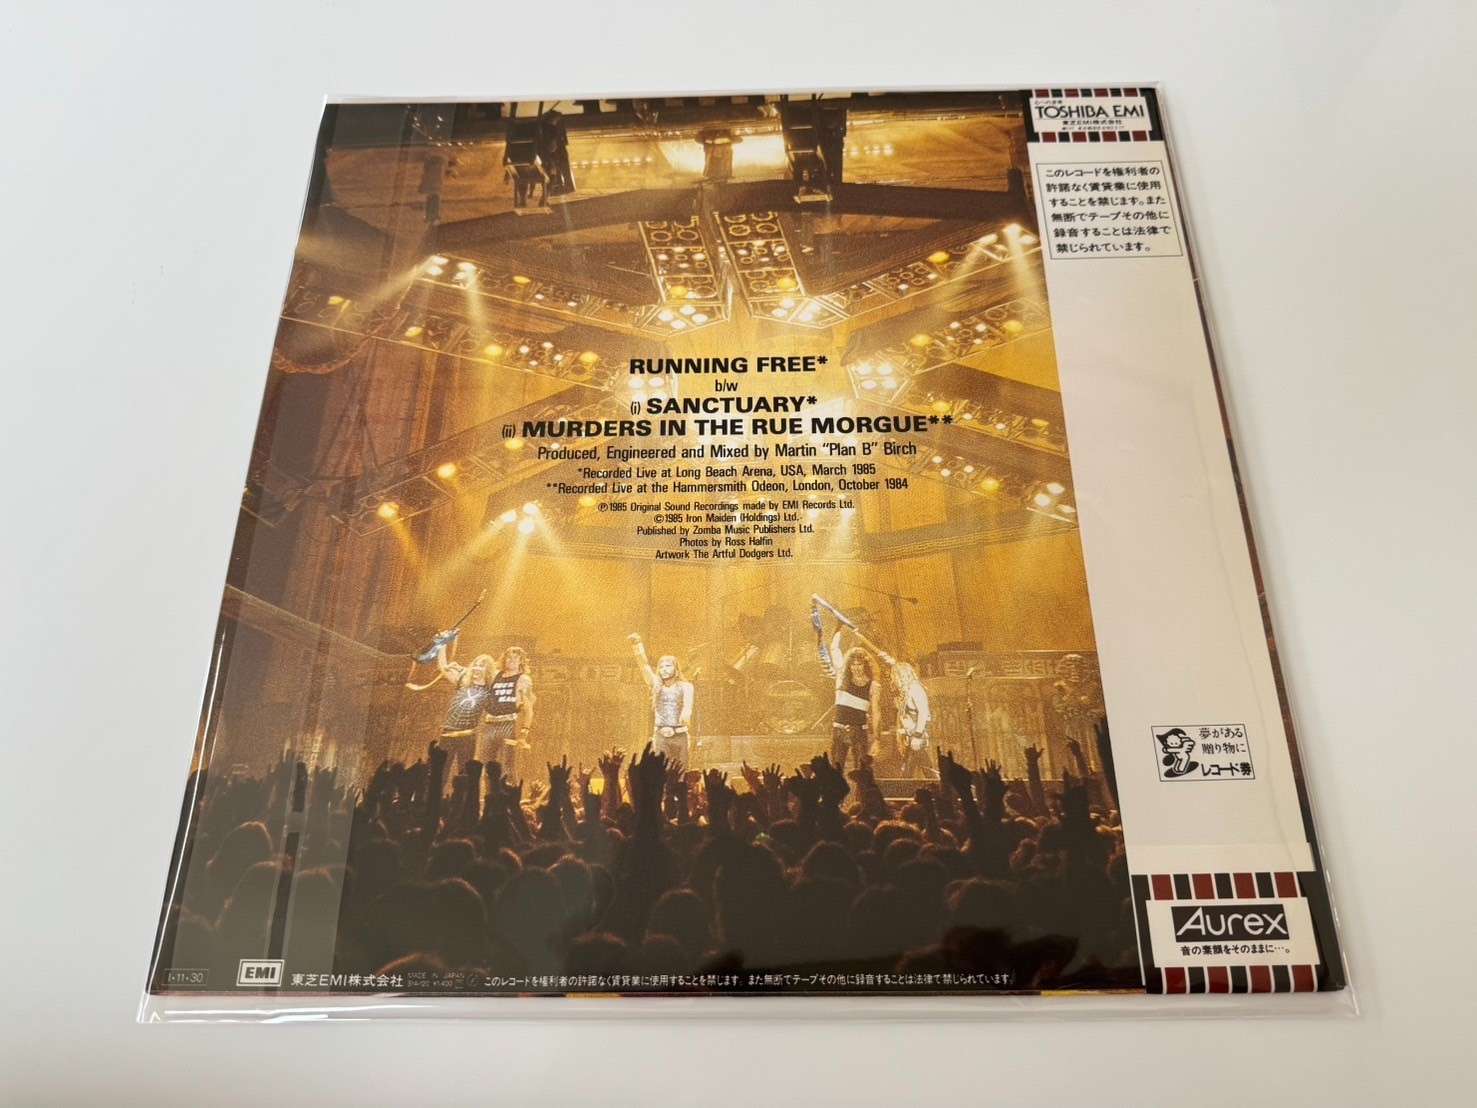 TOSHIBA EMI
東芝EMI株式会社
このレコードを権利者の
許諾なく賃貸業に使用
することを禁じます。また
無断でテープその他に
録音することは法律で
禁じられています。
RUNNING FREE*
b/w
(i) SANCTUARY*
(ii) MURDERS IN THE RUE MORGUE**
Produced, Engineered and Mixed by Martin "Plan B" Birch
*Recorded Live at Long Beach Arena, USA, March 1985
**Recorded Live at the Hammersmith Odeon, London, October 1984
Ⓟ1985 Original Sound Recordings made by EMI Records Ltd.
©1985 Iron Maiden (Holdings) Ltd.
Published by Zomba Music Publishers Ltd.
Photos by Ross Halfin
Artwork The Artful Dodgers Ltd.
夢がある
贈り物に
レコード券
Aurex
音の素顔をそのままに…。
I•11•30
EMI
東芝EMI株式会社
MADE IN JAPAN
¥1,400
このレコードを権利者の許諾なく賃貸業に使用することを禁じます。また無断でテープその他に録音することは法律で禁じられています。